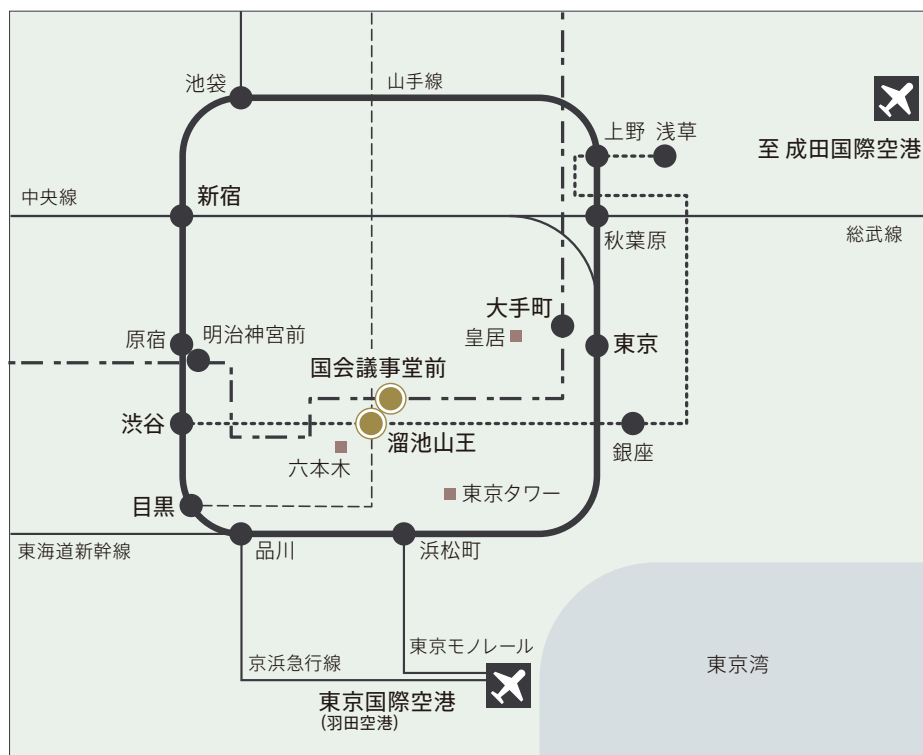 池袋
山手線
上野
浅草
至 成田国際空港
中央線
新宿
秋葉原
総武線
大手町
皇居
原宿
明治神宮前
東京
国会議事堂前
渋谷
溜池山王
銀座
六本木
東京タワー
目黒
東海道新幹線
品川
浜松町
東京モノレール
京浜急行線
東京国際空港
(羽田空港)
東京湾